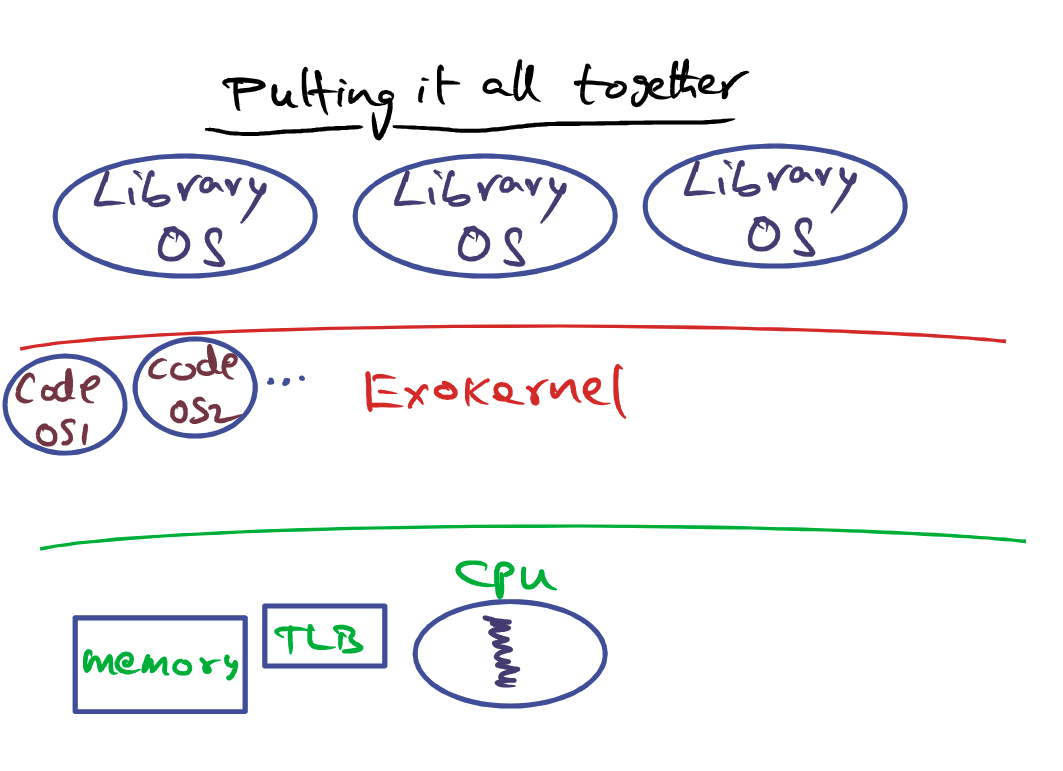 Putting it all together
Library
OS
Library
OS
Library
OS
Code
OS1
code
OS2
...
Exokernel
CPU
memory
TLB